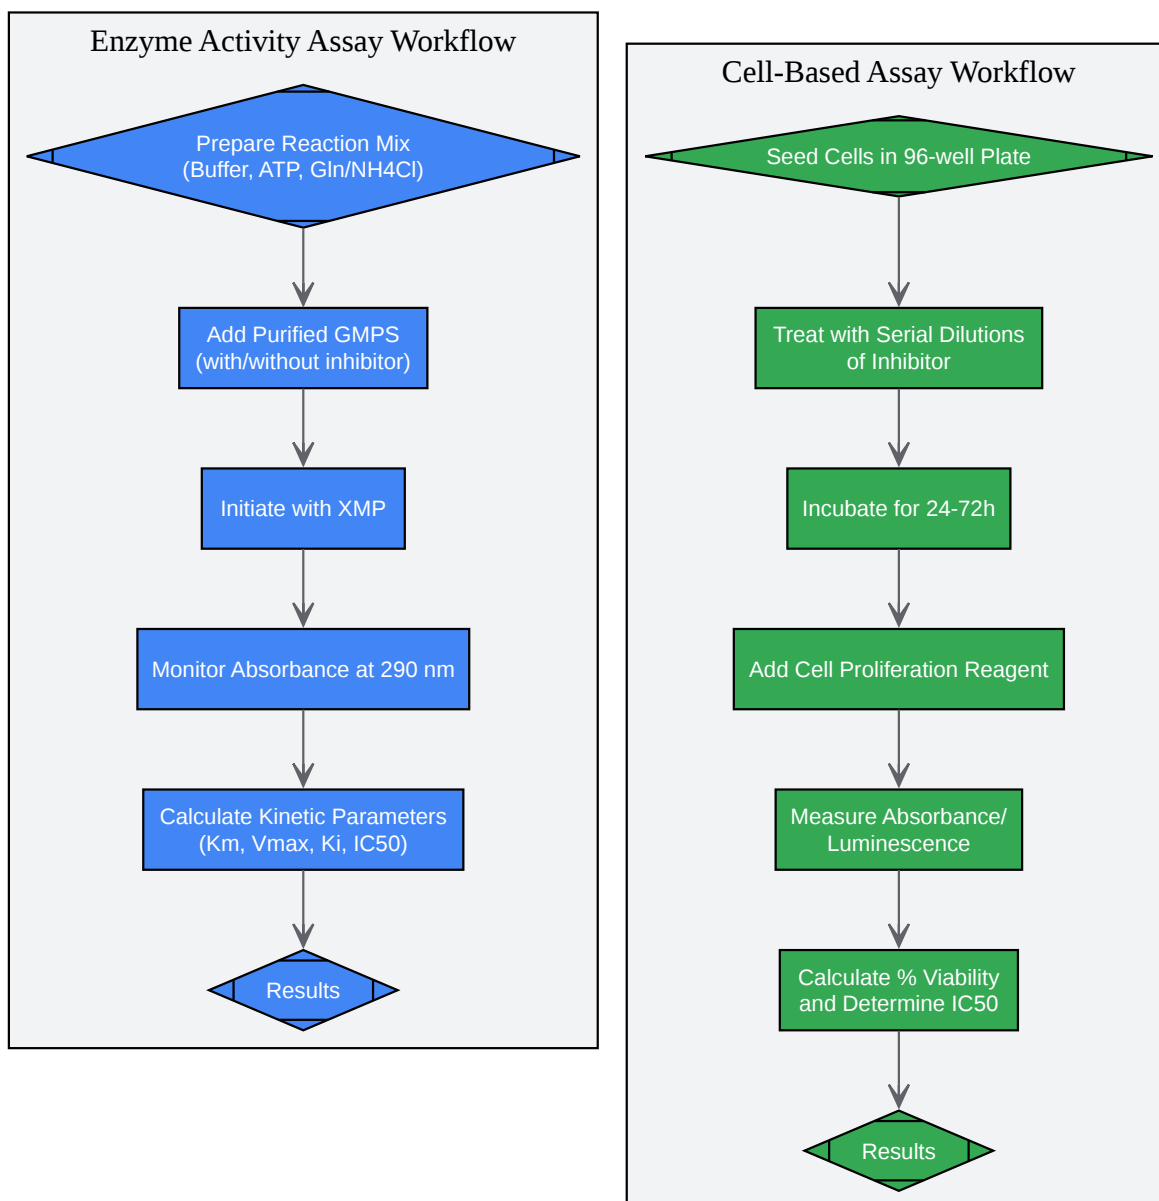 Enzyme Activity Assay Workflow
Prepare Reaction Mix
(Buffer, ATP, Gln/NH4Cl)
Add Purified GMPS
(with/without inhibitor)
Initiate with XMP
Monitor Absorbance at 290 nm
Calculate Kinetic Parameters
(Km, Vmax, Ki, IC50)
Results
Cell-Based Assay Workflow
Seed Cells in 96-well Plate
Treat with Serial Dilutions
of Inhibitor
Incubate for 24-72h
Add Cell Proliferation Reagent
Measure Absorbance/
Luminescence
Calculate % Viability
and Determine IC50
Results